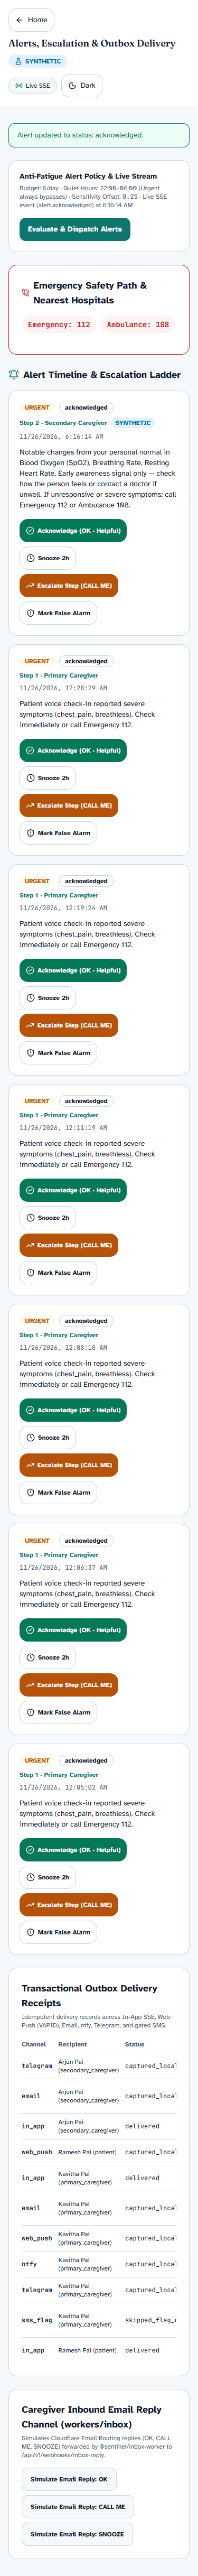 Home
Alerts, Escalation & Outbox Delivery
SYNTHETIC
Live SSE
Dark
Alert updated to status: acknowledged.
Anti-Fatigue Alert Policy & Live Stream
Budget: 6/day · Quiet Hours: 22:00–06:00 (Urgent
always bypasses) · Sensitivity Offset: 0.25 · Live SSE
event (alert.acknowledged) at 6:16:14 AM
Evaluate & Dispatch Alerts
Emergency Safety Path &
Nearest Hospitals
Emergency: 112
Ambulance: 108
Alert Timeline & Escalation Ladder
URGENT
acknowledged
Step 2 · Secondary Caregiver
SYNTHETIC
11/26/2026, 6:16:14 AM
Notable changes from your personal normal in
Blood Oxygen (SpO2), Breathing Rate, Resting
Heart Rate. Early awareness signal only — check
how the person feels or contact a doctor if
unwell. If unresponsive or severe symptoms: call
Emergency 112 or Ambulance 108.
Acknowledge (OK · Helpful)
Snooze 2h
Escalate Step (CALL ME)
Mark False Alarm
URGENT
acknowledged
Step 1 · Primary Caregiver
11/26/2026, 12:28:29 AM
Patient voice check-in reported severe
symptoms (chest_pain, breathless). Check
immediately or call Emergency 112.
Acknowledge (OK · Helpful)
Snooze 2h
Escalate Step (CALL ME)
Mark False Alarm
URGENT
acknowledged
Step 1 · Primary Caregiver
11/26/2026, 12:19:24 AM
Patient voice check-in reported severe
symptoms (chest_pain, breathless). Check
immediately or call Emergency 112.
Acknowledge (OK · Helpful)
Snooze 2h
Escalate Step (CALL ME)
Mark False Alarm
URGENT
acknowledged
Step 1 · Primary Caregiver
11/26/2026, 12:11:19 AM
Patient voice check-in reported severe
symptoms (chest_pain, breathless). Check
immediately or call Emergency 112.
Acknowledge (OK · Helpful)
Snooze 2h
Escalate Step (CALL ME)
Mark False Alarm
URGENT
acknowledged
Step 1 · Primary Caregiver
11/26/2026, 12:08:10 AM
Patient voice check-in reported severe
symptoms (chest_pain, breathless). Check
immediately or call Emergency 112.
Acknowledge (OK · Helpful)
Snooze 2h
Escalate Step (CALL ME)
Mark False Alarm
URGENT
acknowledged
Step 1 · Primary Caregiver
11/26/2026, 12:06:37 AM
Patient voice check-in reported severe
symptoms (chest_pain, breathless). Check
immediately or call Emergency 112.
Acknowledge (OK · Helpful)
Snooze 2h
Escalate Step (CALL ME)
Mark False Alarm
URGENT
acknowledged
Step 1 · Primary Caregiver
11/26/2026, 12:05:02 AM
Patient voice check-in reported severe
symptoms (chest_pain, breathless). Check
immediately or call Emergency 112.
Acknowledge (OK · Helpful)
Snooze 2h
Escalate Step (CALL ME)
Mark False Alarm
Transactional Outbox Delivery
Receipts
Idempotent delivery records across In-App SSE, Web
Push (VAPID), Email, ntfy, Telegram, and gated SMS.
Channel Recipient Status
telegram Arjun Pai (secondary_caregiver) captured_local
email Arjun Pai (secondary_caregiver) captured_local
in_app Arjun Pai (secondary_caregiver) delivered
web_push Ramesh Pai (patient) captured_local
in_app Kavitha Pai (primary_caregiver) delivered
email Kavitha Pai (primary_caregiver) captured_local
web_push Kavitha Pai (primary_caregiver) captured_local
ntfy Kavitha Pai (primary_caregiver) captured_local
telegram Kavitha Pai (primary_caregiver) captured_local
sms_flag Kavitha Pai (primary_caregiver) skipped_flag_
in_app Ramesh Pai (patient) delivered
Caregiver Inbound Email Reply
Channel (workers/inbox)
Simulates Cloudflare Email Routing replies (OK, CALL
ME, SNOOZE) forwarded by @sentinel/inbox-worker to
/api/v1/webhooks/inbox-reply.
Simulate Email Reply: OK
Simulate Email Reply: CALL ME
Simulate Email Reply: SNOOZE